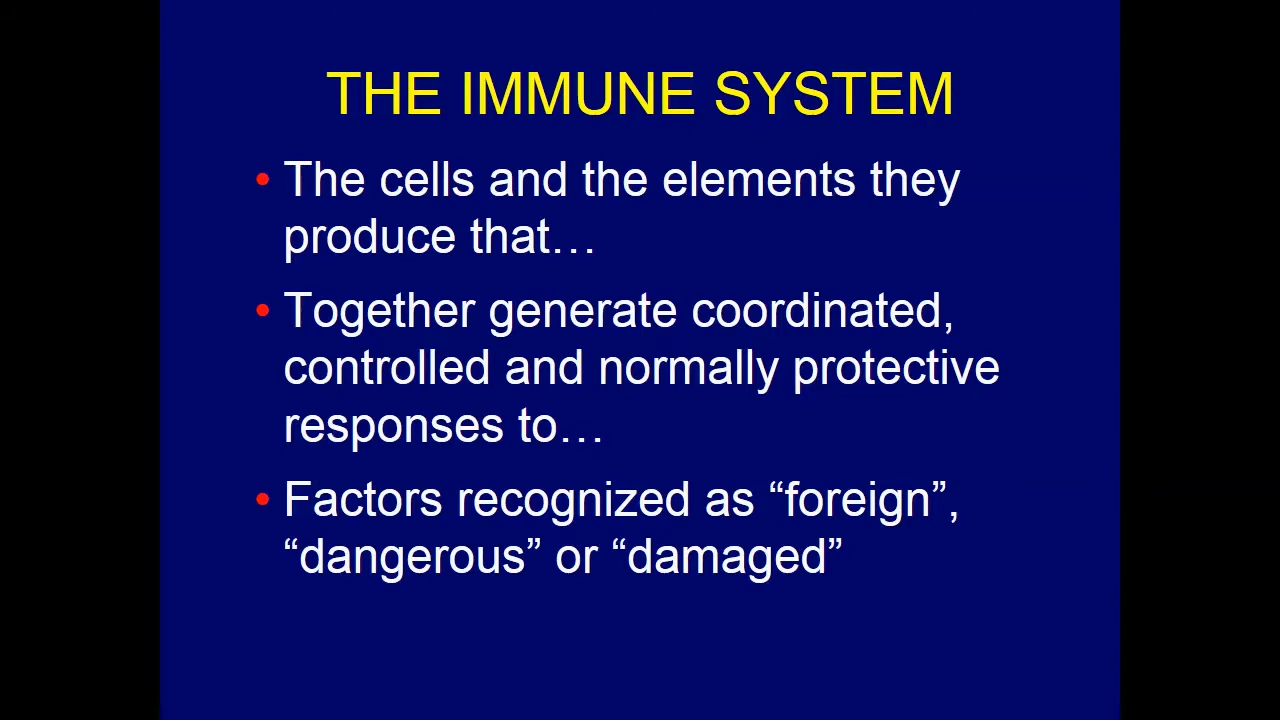 THE IMMUNE SYSTEM
• The cells and the elements they
produce that…
• Together generate coordinated,
controlled and normally protective
responses to…
• Factors recognized as “foreign”,
“dangerous” or “damaged”